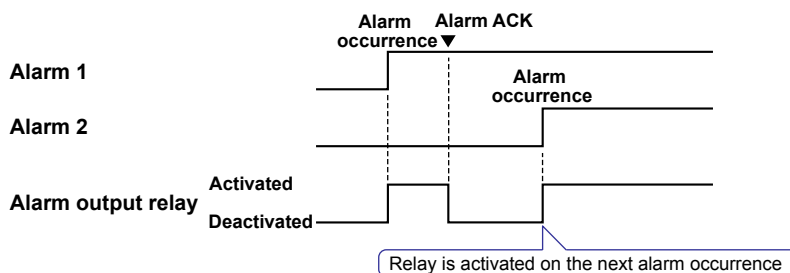 Alarm occurrence
Alarm ACK
▼
Alarm 1
Alarm occurrence
Alarm 2
Alarm output relay
Activated
Deactivated
Relay is activated on the next alarm occurrence